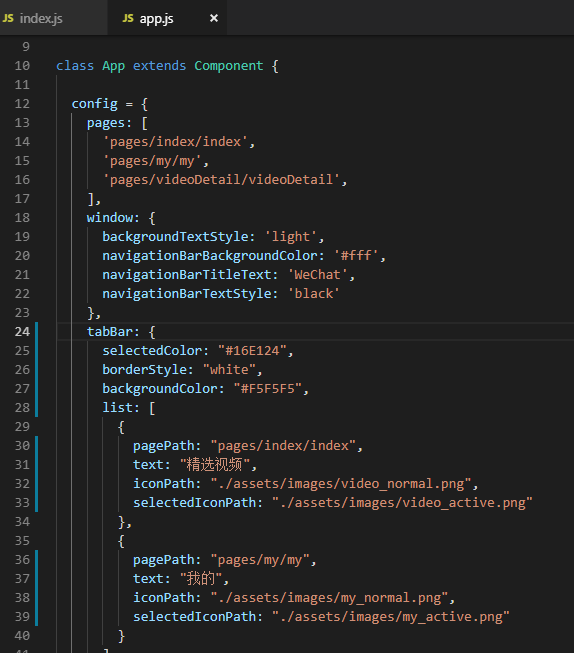 JS index.js JS app.js ×
9
10 class App extends Component {
11
12 config = {
13 pages: [
14 'pages/index/index',
15 'pages/my/my',
16 'pages/videoDetail/videoDetail',
17 ],
18 window: {
19 backgroundTextStyle: 'light',
20 navigationBarBackgroundColor: '#fff',
21 navigationBarTitleText: 'WeChat',
22 navigationBarTextStyle: 'black'
23 },
24 tabBar: {
25 selectedColor: "#16E124",
26 borderStyle: "white",
27 backgroundColor: "#F5F5F5",
28 list: [
29 {
30 pagePath: "pages/index/index",
31 text: "精选视频",
32 iconPath: "./assets/images/video_normal.png",
33 selectedIconPath: "./assets/images/video_active.png"
34 },
35 {
36 pagePath: "pages/my/my",
37 text: "我的",
38 iconPath: "./assets/images/my_normal.png",
39 selectedIconPath: "./assets/images/my_active.png"
40 }
41 ]